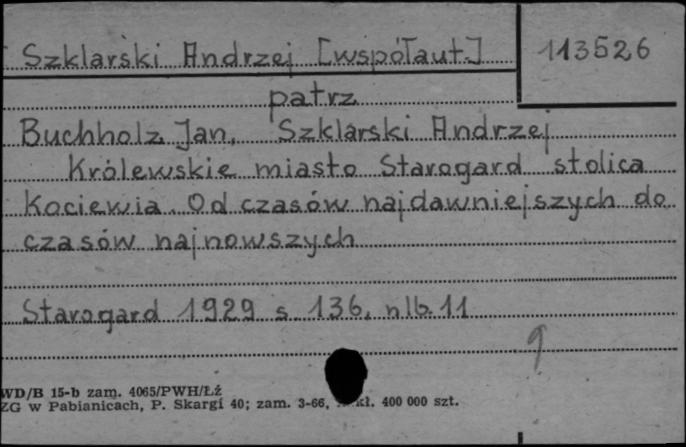 Szklarski Andrzej [współaut.] 113526
patrz
Buchholz Jan, Szklarski Andrzej
Królewskie miasto Starogard stolica
Kociewia. Od czasów najdawniejszych do
czasów najnowszych
Starogard 1929 s. 136, nlb. 11
WD/B 15-b zam. 4065/PWH/Łż
ZG w Pabianicach, P. Skargi 40; zam. 3-66, kł. 400 000 szt.